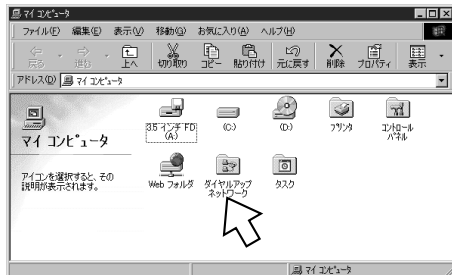 マイ コンピュータ
ファイル(F) 編集(E) 表示(V) 移動(G) お気に入り(A) ヘルプ(H)
戻る 進む 上へ 切り取り コピー 貼り付け 元に戻す 削除 プロパティ 表示
アドレス(D) マイ コンピュータ
マイ コンピュータ
アイコンを選択すると、その
説明が表示されます。
3.5 インチ FD
(A:)
(C:)
(D:)
プリンタ
コントロール
パネル
Web フォルダ
ダイヤルアップ
ネットワーク
タスク
マイ コンピュータ